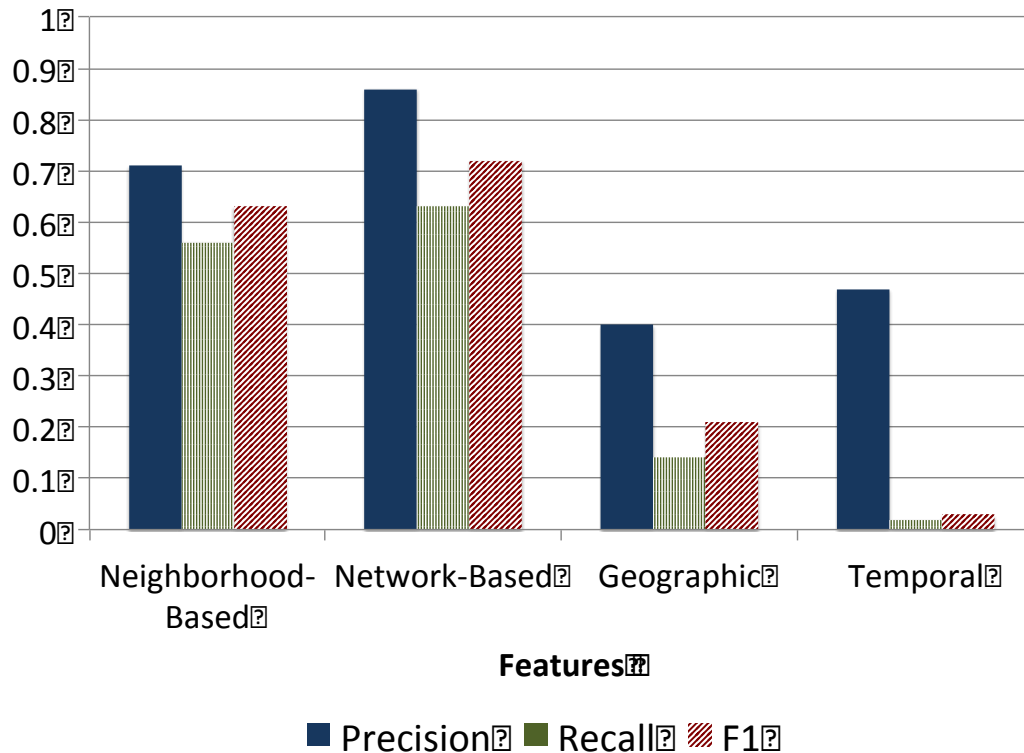 1⍰
0.9⍰
0.8⍰
0.7⍰
0.6⍰
0.5⍰
0.4⍰
0.3⍰
0.2⍰
0.1⍰
0⍰
Neighborhood-
Based⍰
Network-Based⍰
Geographic⍰
Temporal⍰
Features⍰⍰
Precision⍰ Recall⍰ F1⍰